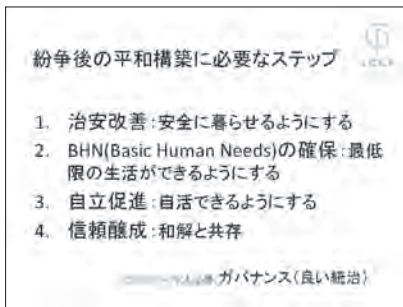 紛争後の平和構築に必要なステップ
1. 治安改善：安全に暮らせるようにする
2. BHN(Basic Human Needs)の確保：最低
限の生活ができるようにする
3. 自立促進：自活できるようにする
4. 信頼醸成：和解と共存
ガバナンス(良い統治)